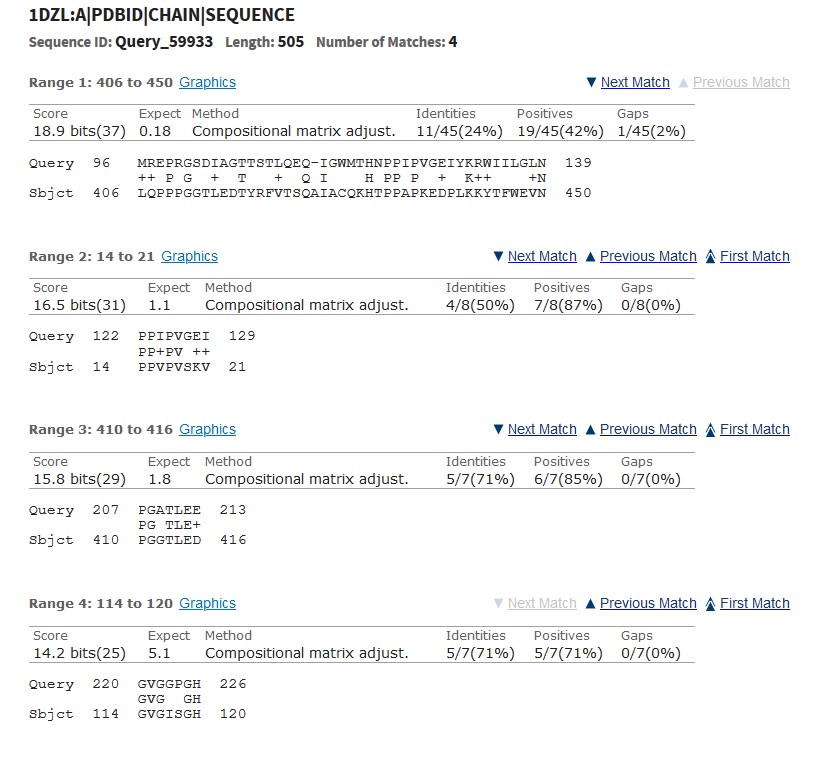 1DZL:A|PDBID|CHAIN|SEQUENCE
Sequence ID: Query_59933 Length: 505 Number of Matches: 4
Range 1: 406 to 450 Graphics ▼ Next Match ▲ Previous Match
Score Expect Method Identities Positives Gaps
18.9 bits(37) 0.18 Compositional matrix adjust. 11/45(24%) 19/45(42%) 1/45(2%)
Query 96 MREPRGSDIAGTTSTLQEQ-IGWMTHNPPIPVGEIYKRWIILGLN 139
++ P G + T + Q I H PP P + K++ +N
Sbjct 406 LQPPPGGTLEDTYRFVTSQAIACQKHTPPAPKEDPLKKYTFWEVN 450
Range 2: 14 to 21 Graphics ▼ Next Match ▲ Previous Match First Match
Score Expect Method Identities Positives Gaps
16.5 bits(31) 1.1 Compositional matrix adjust. 4/8(50%) 7/8(87%) 0/8(0%)
Query 122 PPIPVGEI 129
PP+PV ++
Sbjct 14 PPVPVSKV 21
Range 3: 410 to 416 Graphics ▼ Next Match ▲ Previous Match First Match
Score Expect Method Identities Positives Gaps
15.8 bits(29) 1.8 Compositional matrix adjust. 5/7(71%) 6/7(85%) 0/7(0%)
Query 207 PGATLEE 213
PG TLE+
Sbjct 410 PGGTLED 416
Range 4: 114 to 120 Graphics ▼ Next Match ▲ Previous Match First Match
Score Expect Method Identities Positives Gaps
14.2 bits(25) 5.1 Compositional matrix adjust. 5/7(71%) 5/7(71%) 0/7(0%)
Query 220 GVGGPGH 226
GVG GH
Sbjct 114 GVGISGH 120